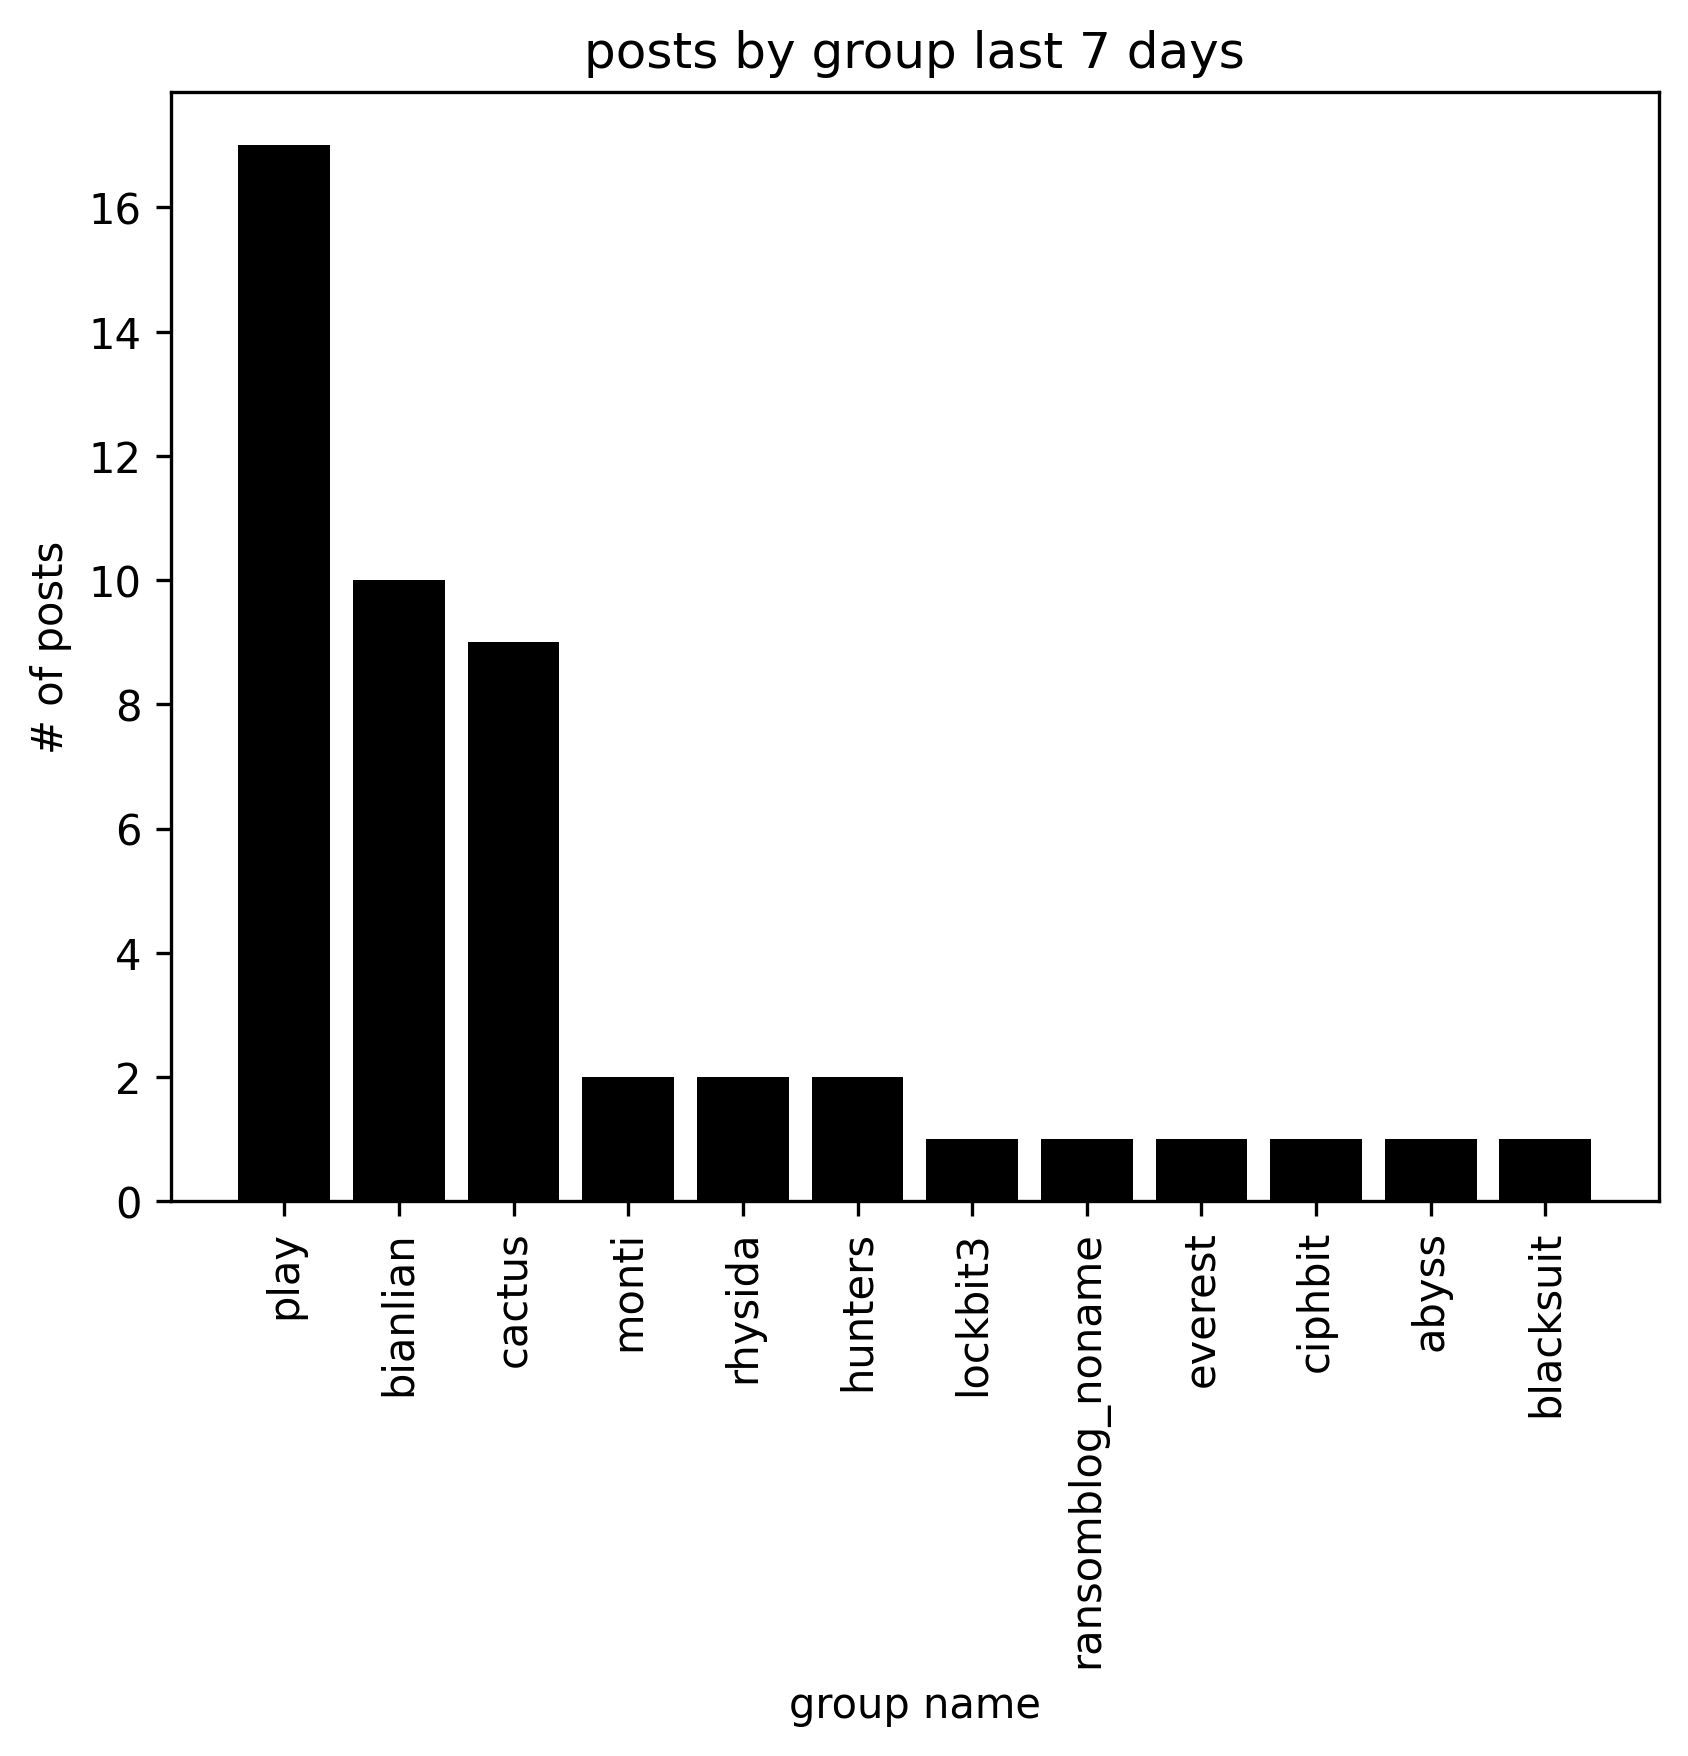 posts by group last 7 days
# of posts
16
14
12
10
8
6
4
2
0
play
bianlian
cactus
monti
rhysida
hunters
lockbit3
ransomblog_noname
everest
ciphbit
abyss
blacksuit
group name